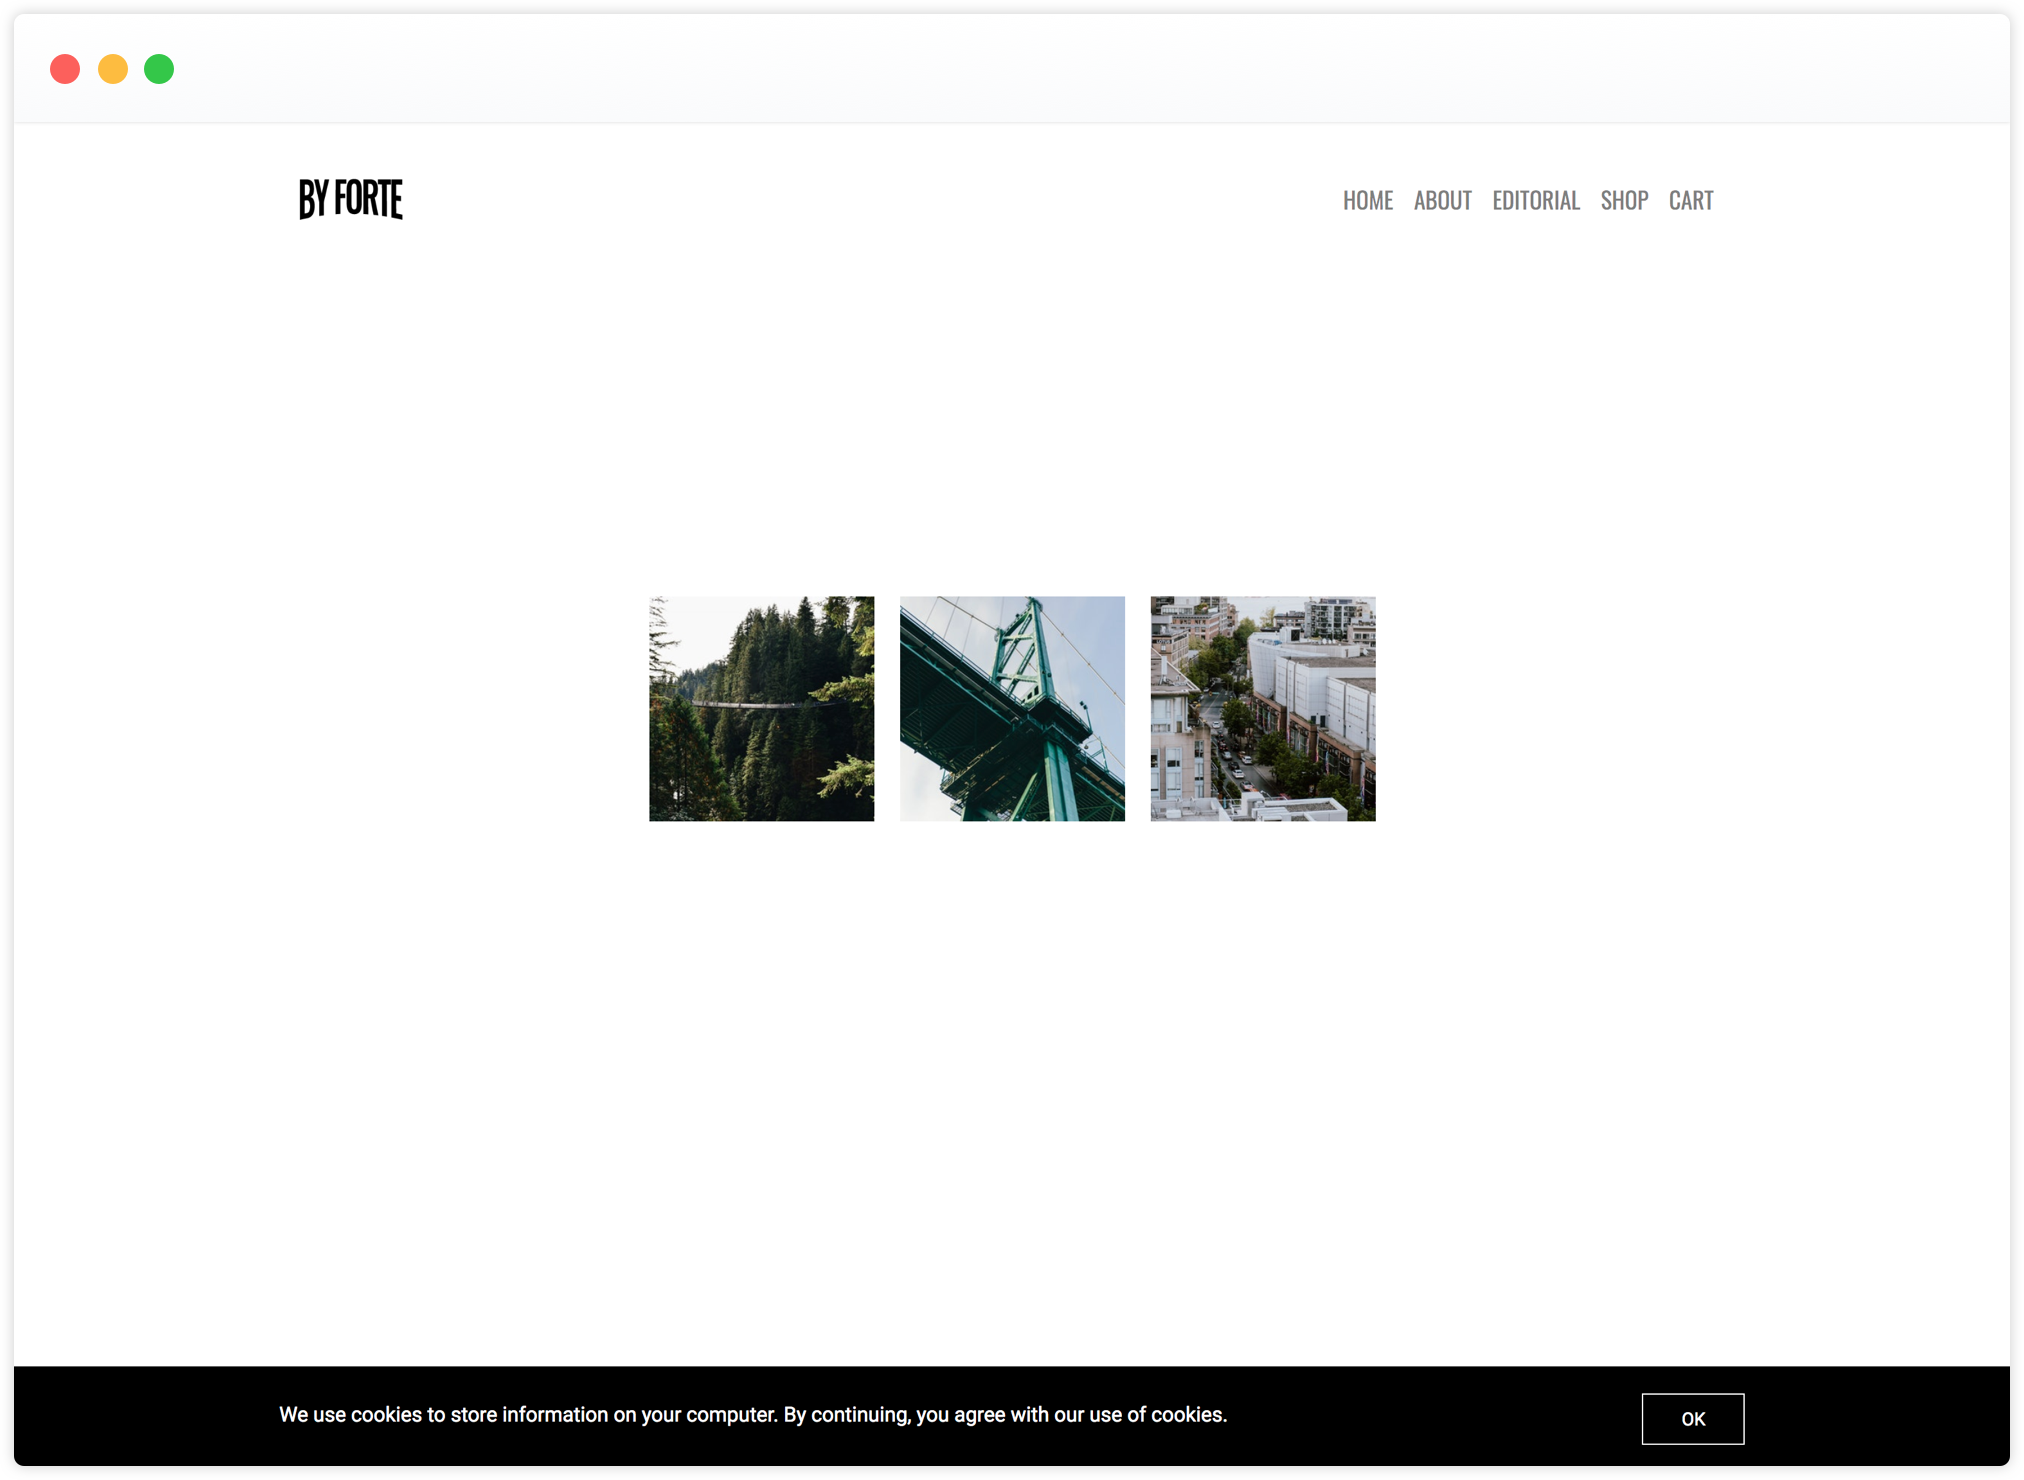 BY FORTE
HOME ABOUT EDITORIAL SHOP CART
We use cookies to store information on your computer. By continuing, you agree with our use of cookies.
OK